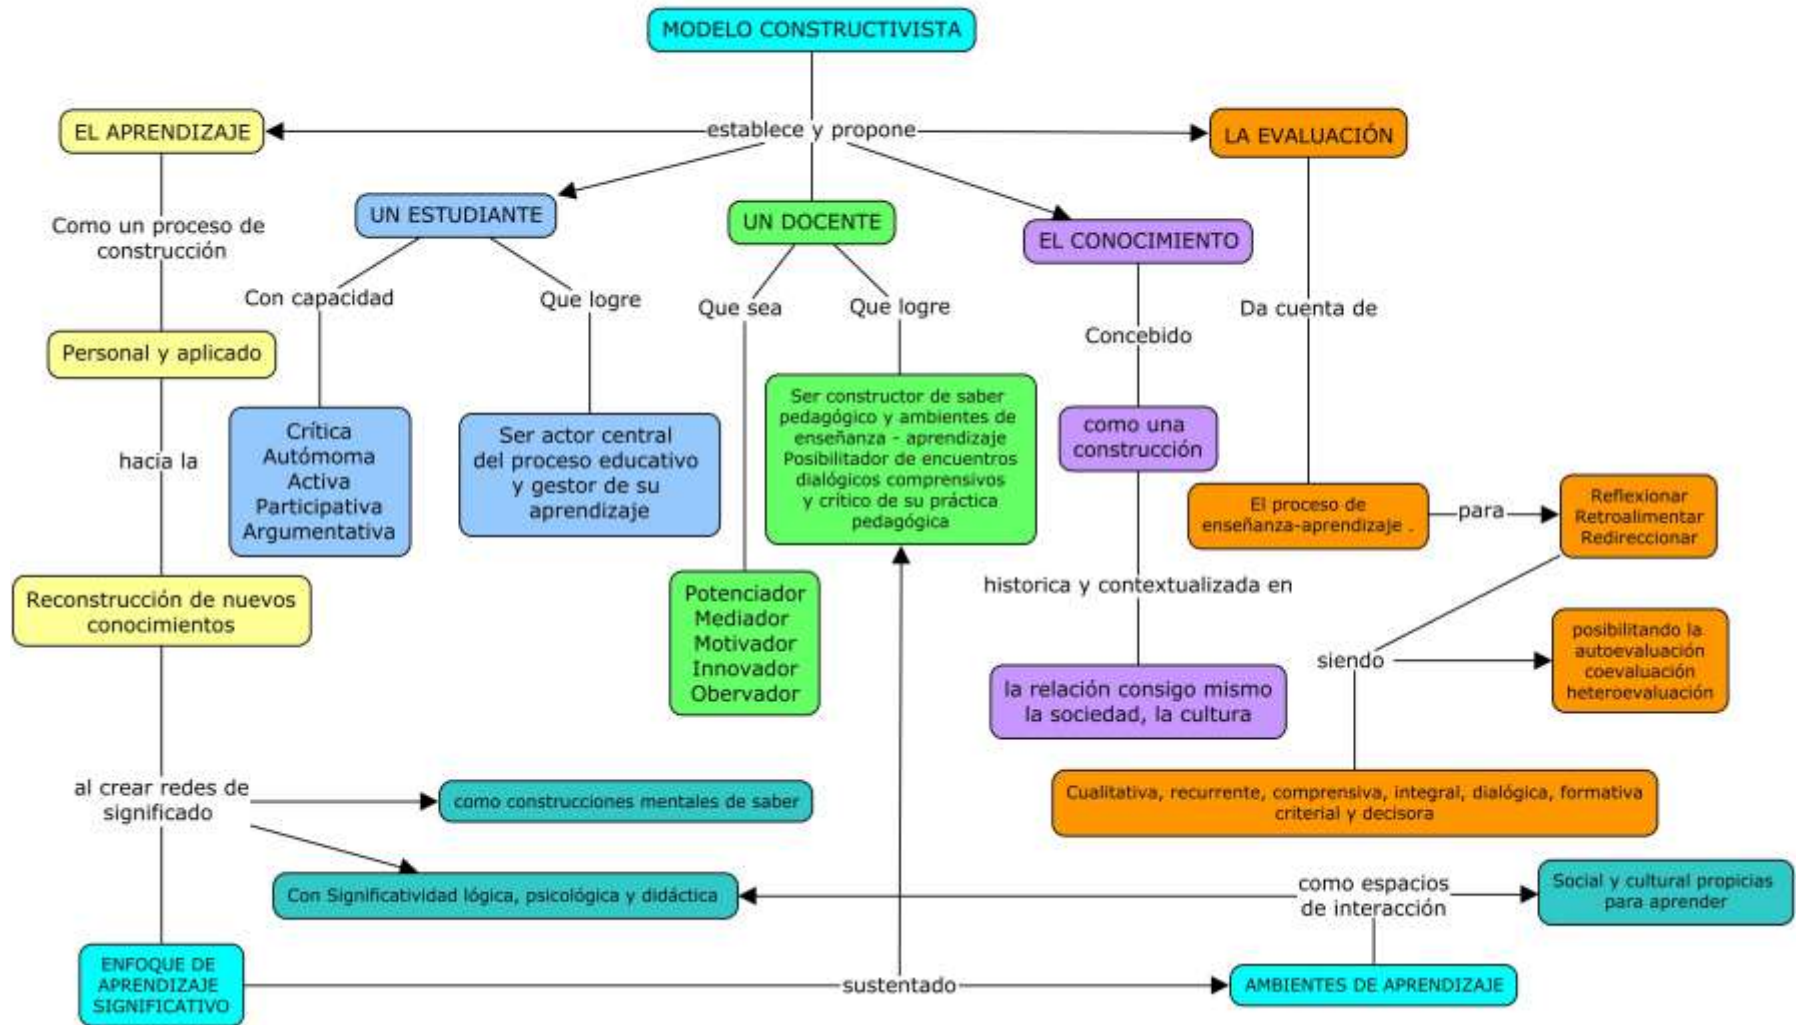 MODELO CONSTRUCTIVISTA
EL APRENDIZAJE
establece y propone
LA EVALUACIÓN
UN ESTUDIANTE
UN DOCENTE
EL CONOCIMIENTO
Como un proceso de
construcción
Con capacidad
Que logre
Que sea
Que logre
Concebido
Da cuenta de
Personal y aplicado
hacia la
Crítica
Autómoma
Activa
Participativa
Argumentativa
Ser actor central
del proceso educativo
y gestor de su
aprendizaje
Ser constructor de saber
pedagógico y ambientes de
enseñanza - aprendizaje
Posibilitador de encuentros
dialógicos comprensivos
y crítico de su práctica
pedagógica
como una
construcción
El proceso de
enseñanza-aprendizaje .
para
Reflexionar
Retroalimentar
Redireccionar
Reconstrucción de nuevos
conocimientos
Potenciador
Mediador
Motivador
Innovador
Obervador
historica y contextualizada en
la relación consigo mismo
la sociedad, la cultura
siendo
posibilitando la
autoevaluación
coevaluación
heteroevaluación
Cualitativa, recurrente, comprensiva, integral, dialógica, formativa
criterial y decisora
al crear redes de
significado
como construcciones mentales de saber
Con Significatividad lógica, psicológica y didáctica
como espacios
de interacción
Social y cultural propicias
para aprender
ENFOQUE DE
APRENDIZAJE
SIGNIFICATIVO
sustentado
AMBIENTES DE APRENDIZAJE